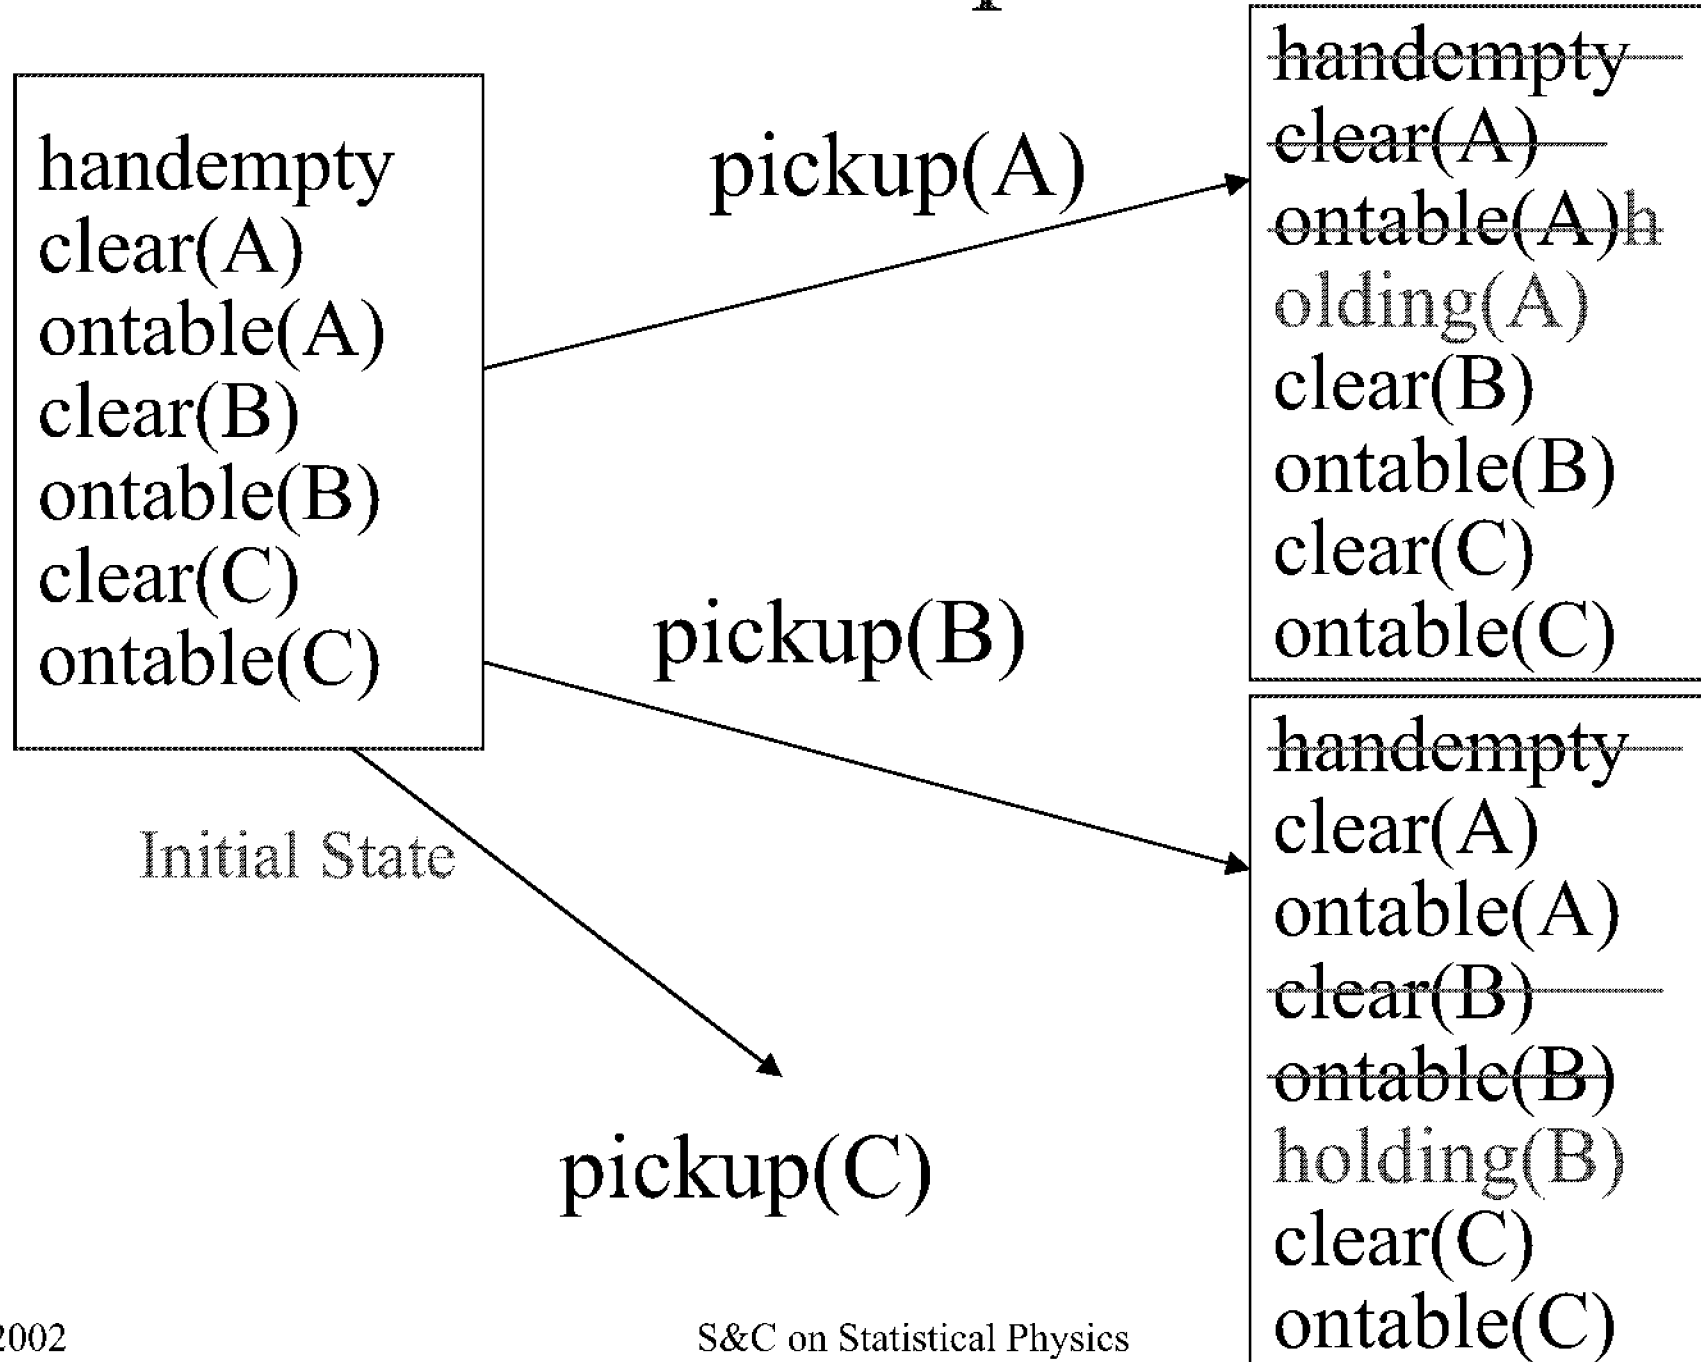 handempty
clear(A)
ontable(A)
clear(B)
ontable(B)
clear(C)
ontable(C)
Initial State
pickup(A)
pickup(B)
pickup(C)
handempty
clear(A)
ontable(A)h
olding(A)
clear(B)
ontable(B)
clear(C)
ontable(C)
handempty
clear(A)
ontable(A)
clear(B)
ontable(B)
holding(B)
clear(C)
ontable(C)
2002
S&C on Statistical Physics